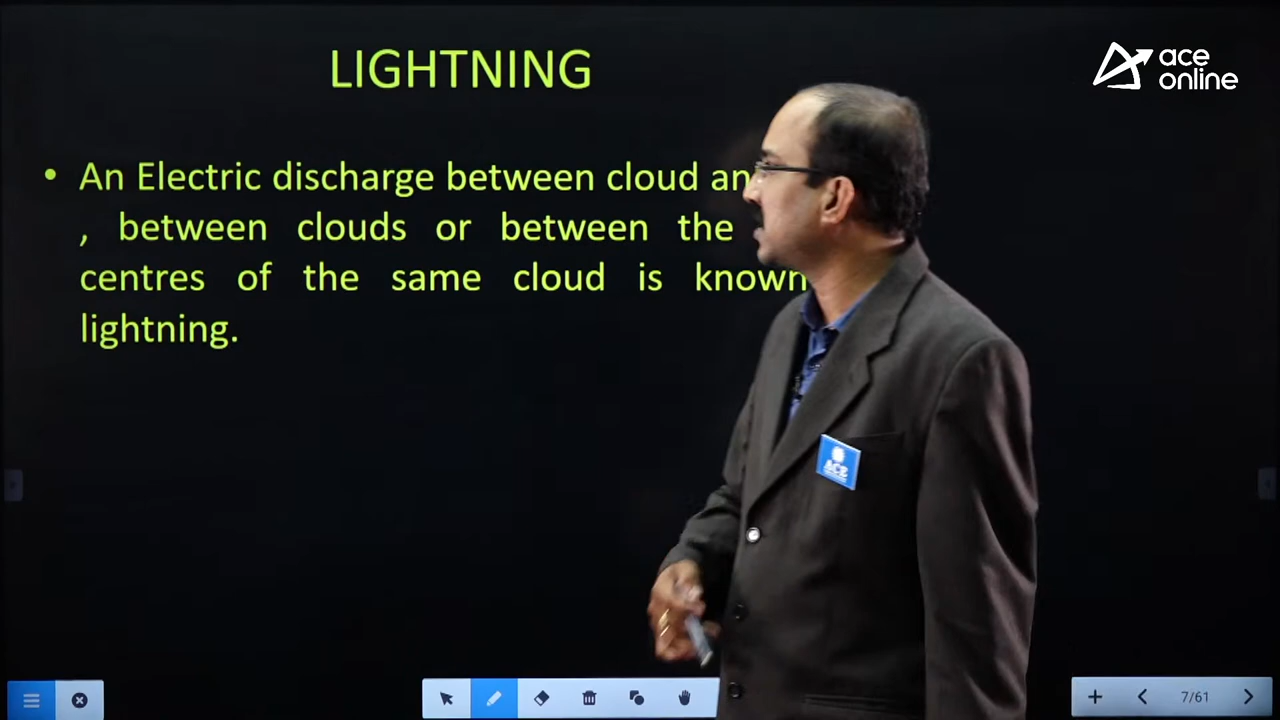 LIGHTNING
ace
online
• An Electric discharge between cloud
, between clouds or between the
centres of the same cloud is known
lightning.
ACE
7/61